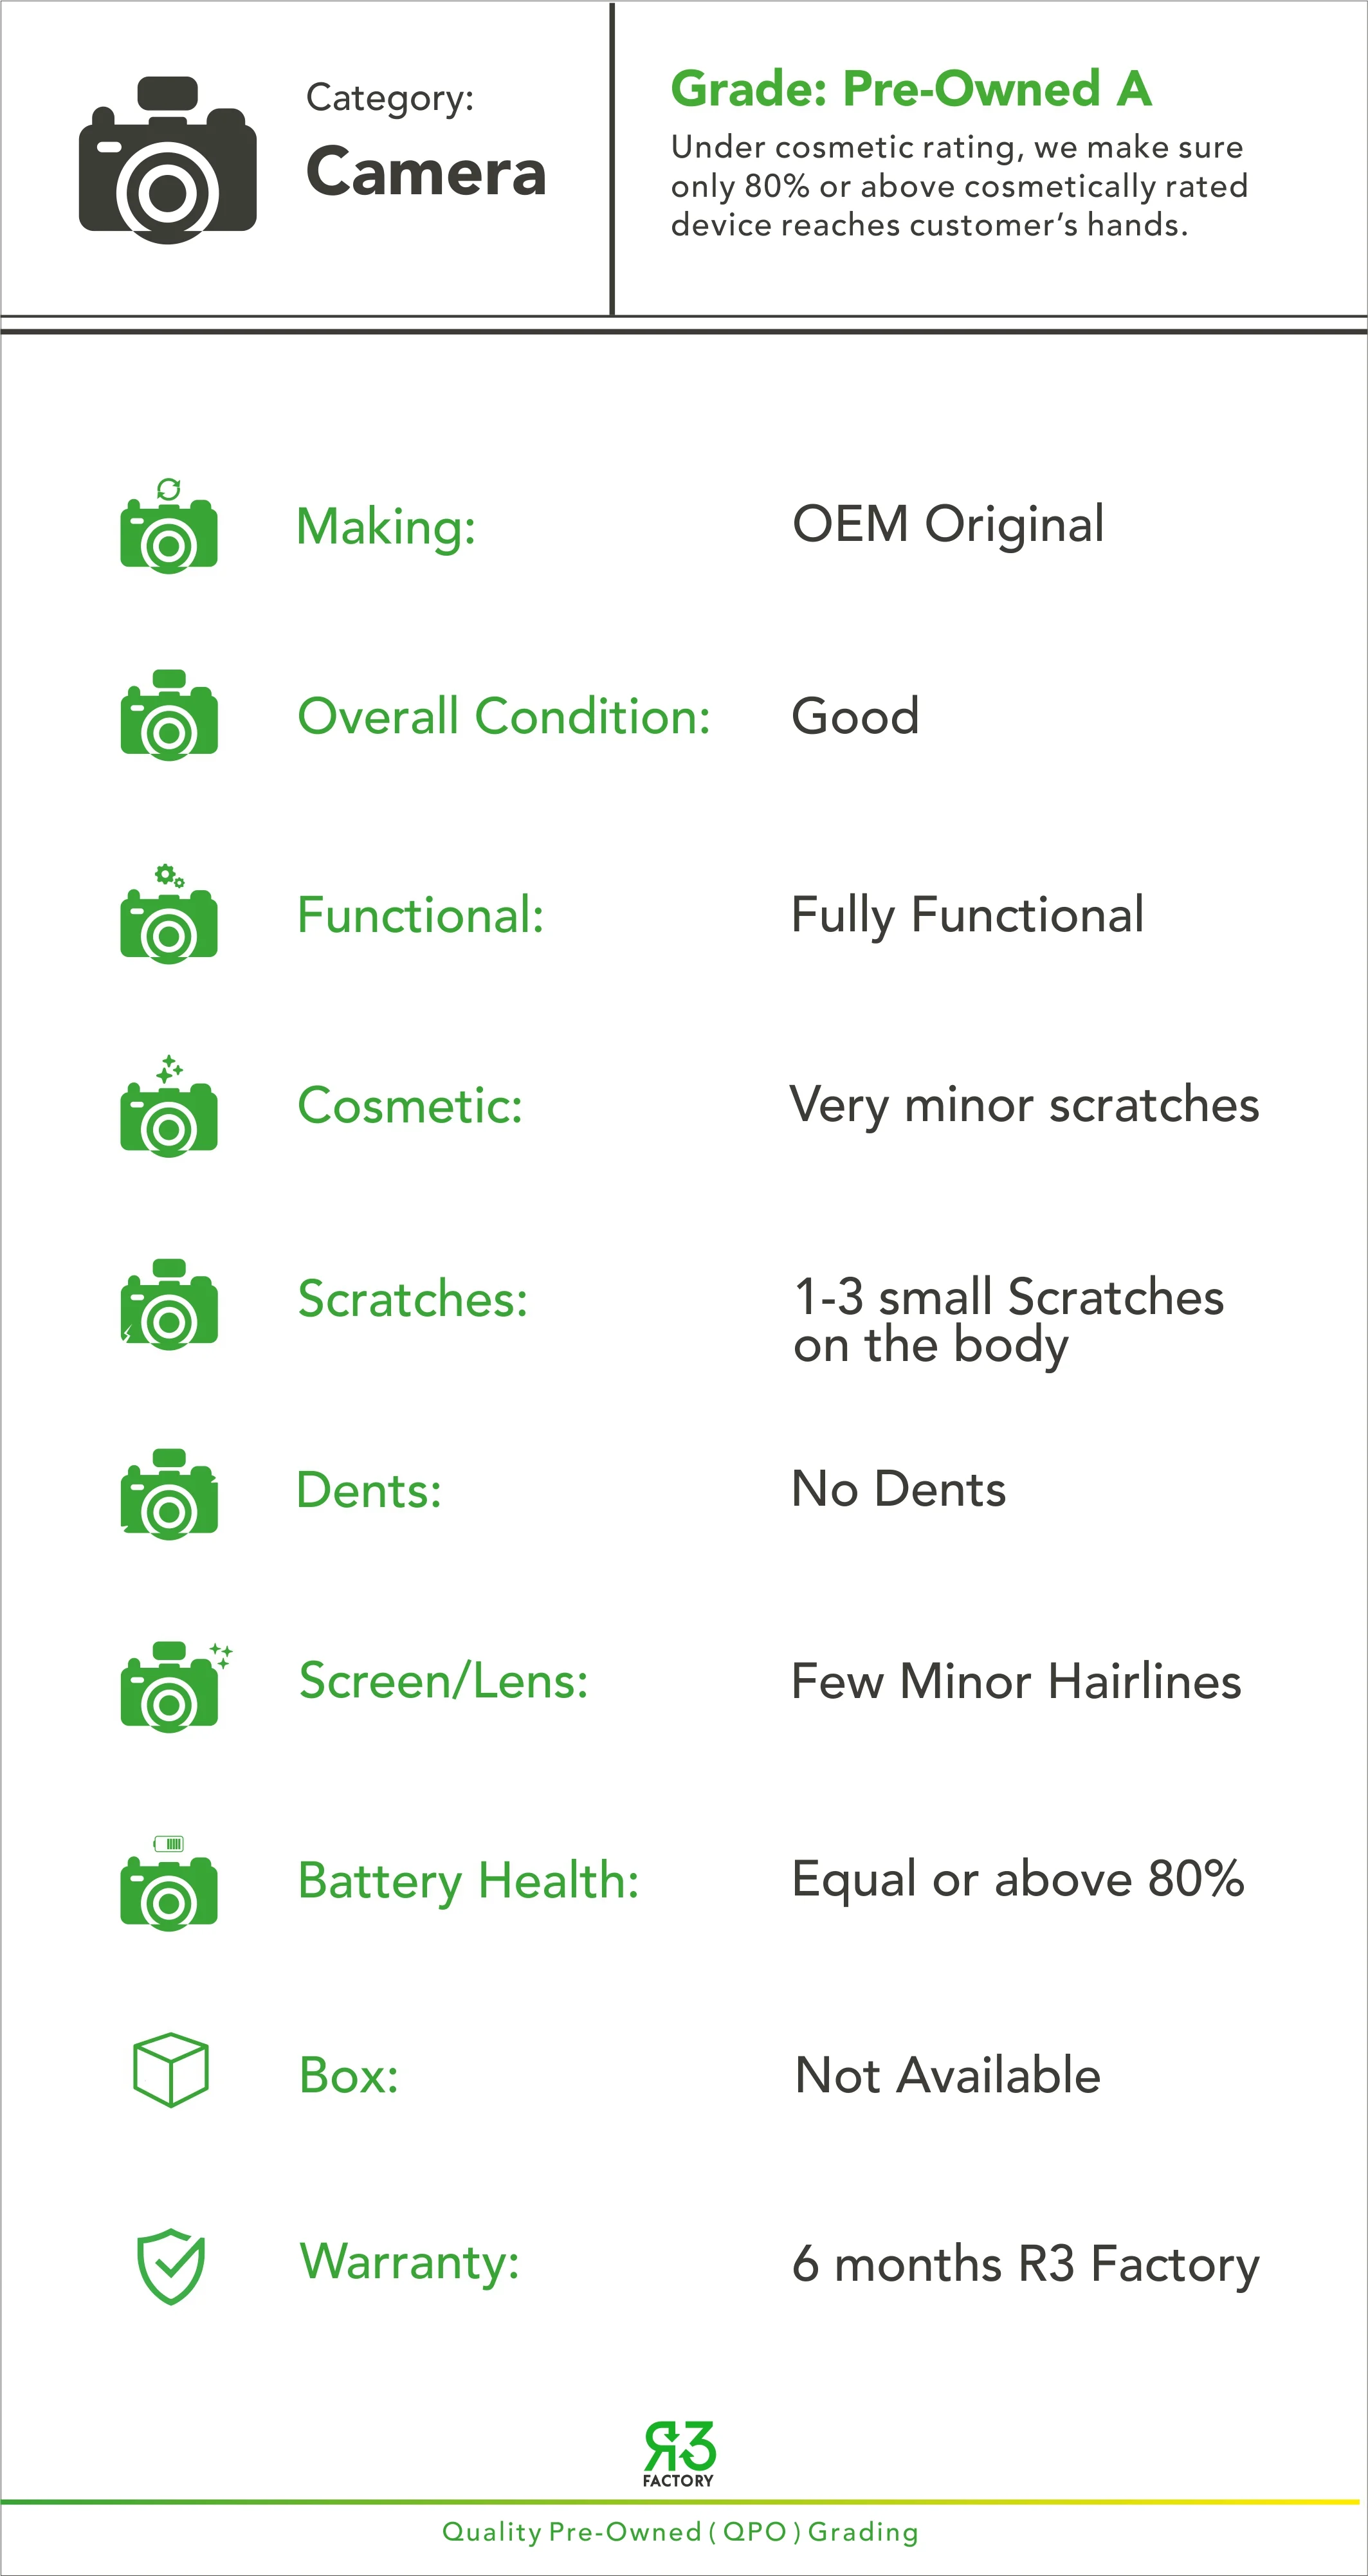 Category:
Camera
Grade: Pre-Owned A
Under cosmetic rating, we make sure
only 80% or above cosmetically rated
device reaches customer’s hands.
Making:
OEM Original
Overall Condition:
Good
Functional:
Fully Functional
Cosmetic:
Very minor scratches
Scratches:
1-3 small Scratches
on the body
Dents:
No Dents
Screen/Lens:
Few Minor Hairlines
Battery Health:
Equal or above 80%
Box:
Not Available
Warranty:
6 months R3 Factory
R3
FACTORY
Quality Pre-Owned ( QPO ) Grading